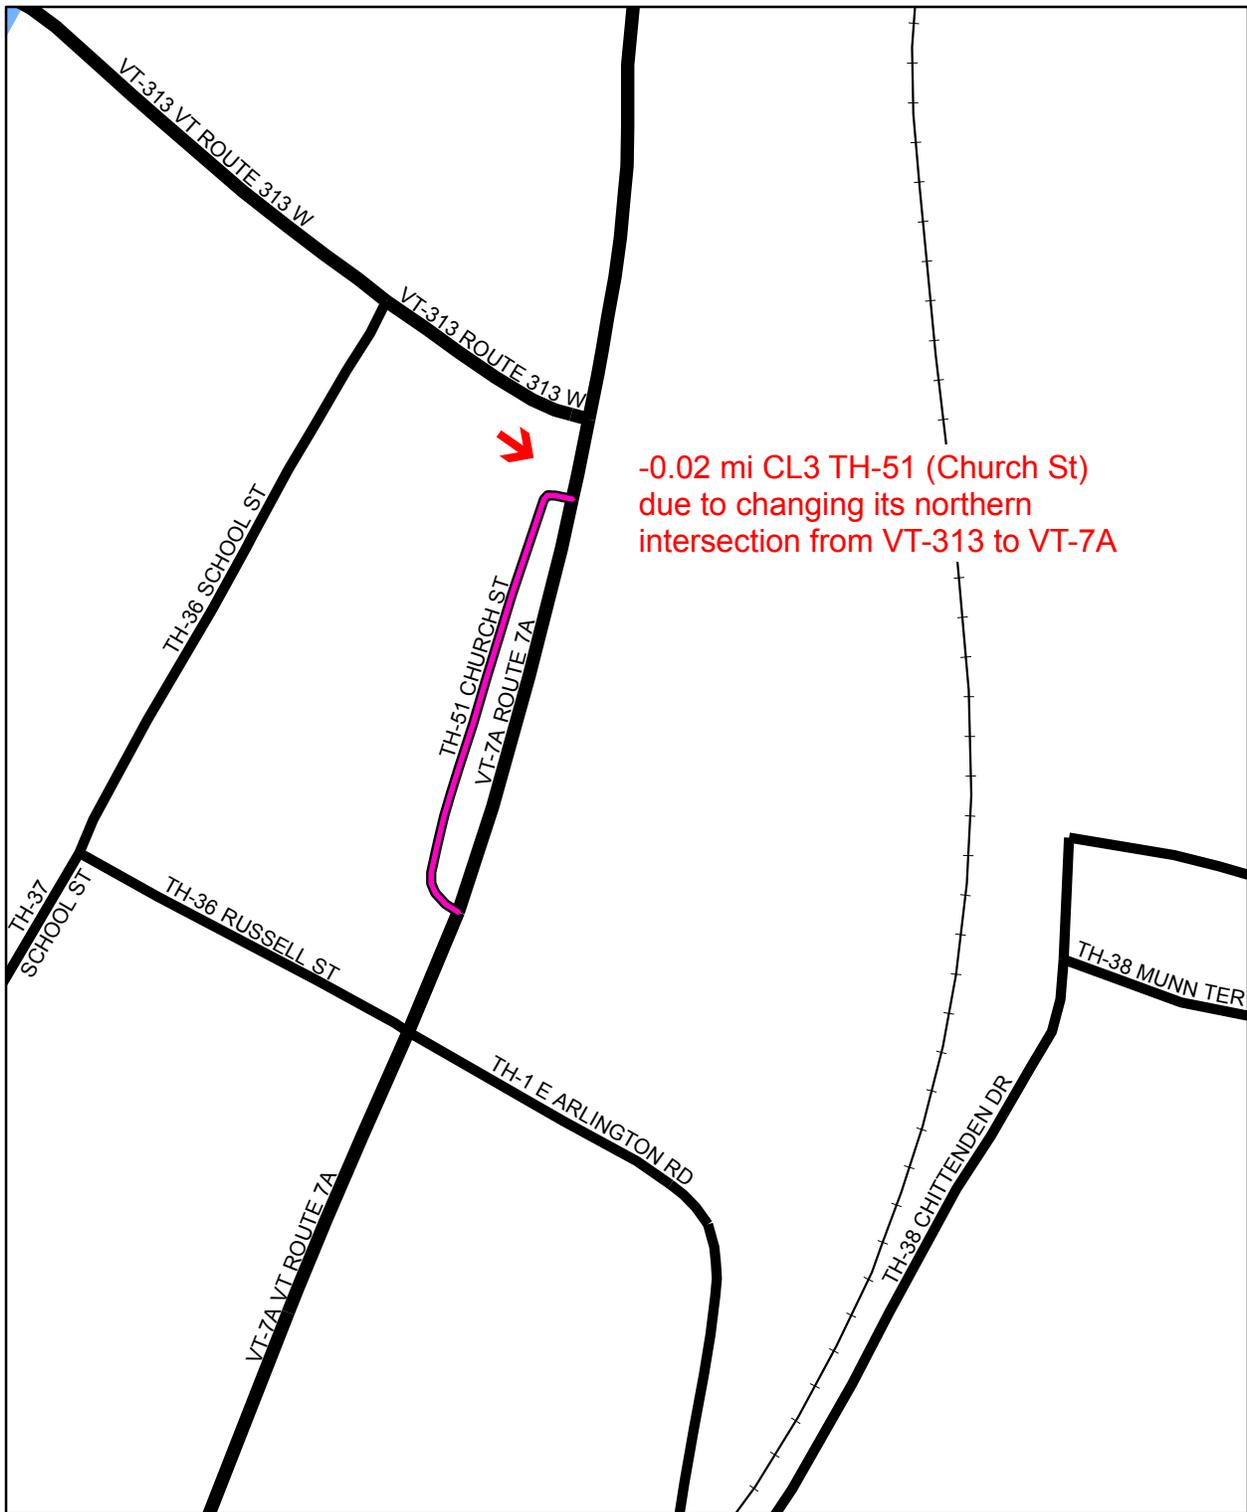 VT-313 VT ROUTE 313 W
VT-313 ROUTE 313 W
-0.02 mi CL3 TH-51 (Church St)
due to changing its northern
intersection from VT-313 to VT-7A
TH-36 SCHOOL ST
TH-51 CHURCH ST
VT-7A ROUTE 7A
TH-37
SCHOOL ST
TH-36 RUSSELL ST
TH-38 MUNN TER
TH-1 E ARLINGTON RD
TH-38 CHITTENDEN DR
VT-7A VT ROUTE 7A